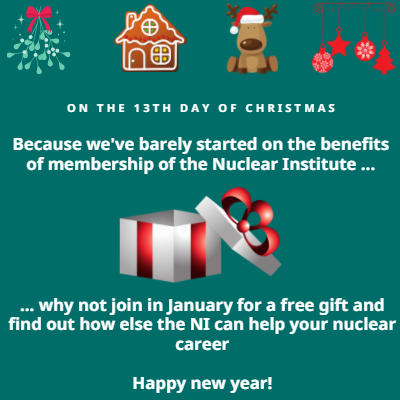 ON THE 13TH DAY OF CHRISTMAS
Because we've barely started on the benefits
of membership of the Nuclear Institute ...
... why not join in January for a free gift and
find out how else the NI can help your nuclear
career
Happy new year!